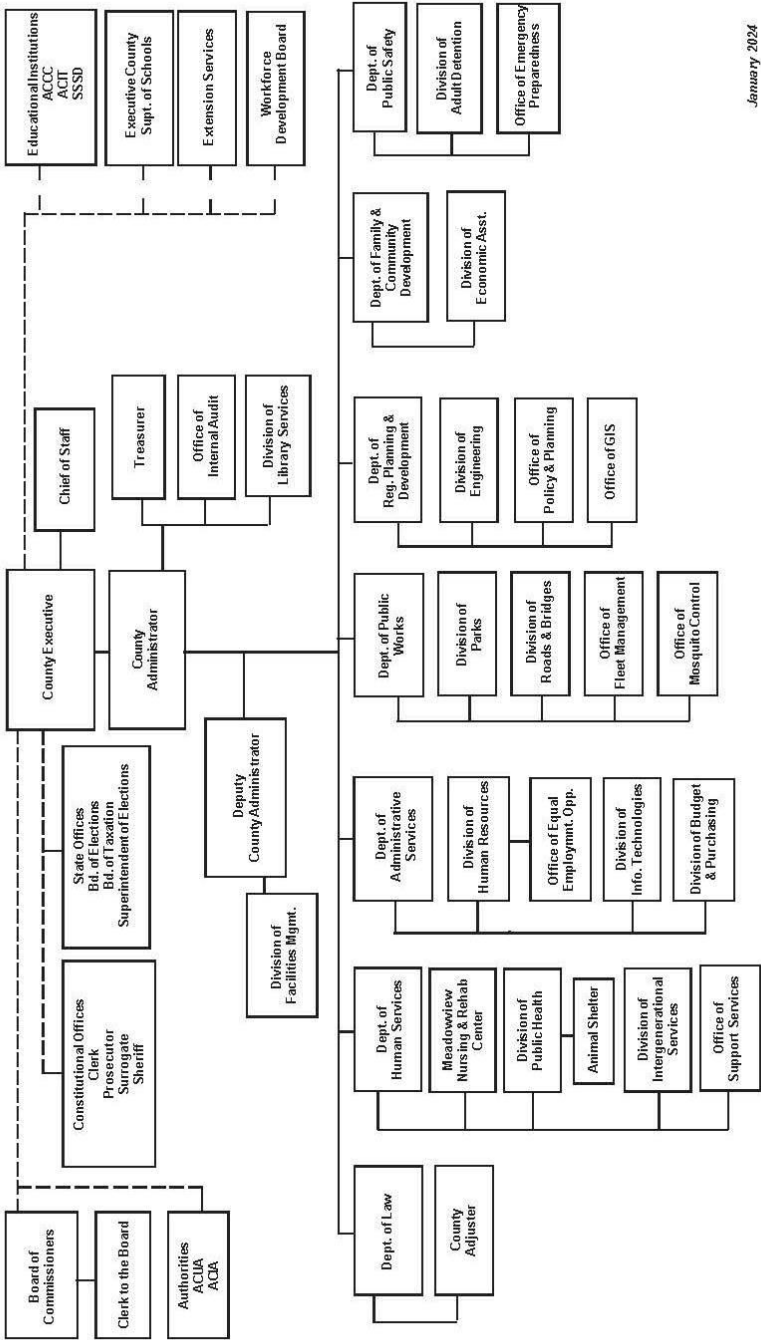 Board of
Commissioners
Clerk to the Board
Authorities
ACUA
ACIA
Constitutional Offices
Clerk
Prosecutor
Surrogate
Sheriff
State Offices
Bd. of Elections
Bd. of Taxation
Superintendent of Elections
County Executive
Chief of Staff
County
Administrator
Treasurer
Office of
Internal Audit
Division of
Library Services
Educational Institutions
ACCC
ACIT
SSSD
Executive County
Supt. of Schools
Extension Services
Workforce
Development Board
Deputy
County Administrator
Division of
Facilities Mgmt.
Dept. of Law
County
Adjuster
Dept. of
Human Services
Meadowview
Nursing & Rehab
Center
Division of
Public Health
Animal Shelter
Division of
Intergenerational
Services
Office of
Support Services
Dept. of
Administrative
Services
Division of
Human Resources
Office of Equal
Employmnt. Opp.
Division of
Info. Technologies
Division of Budget
& Purchasing
Dept. of Public
Works
Division of
Parks
Division of
Roads & Bridges
Office of
Fleet Management
Office of
Mosquito Control
Dept. of
Reg. Planning &
Development
Division of
Engineering
Office of
Policy & Planning
Office of GIS
Dept. of Family &
Community
Development
Division of
Economic Asst.
Dept. of
Public Safety
Division of
Adult Detention
Office of Emergency
Preparedness
January 2024